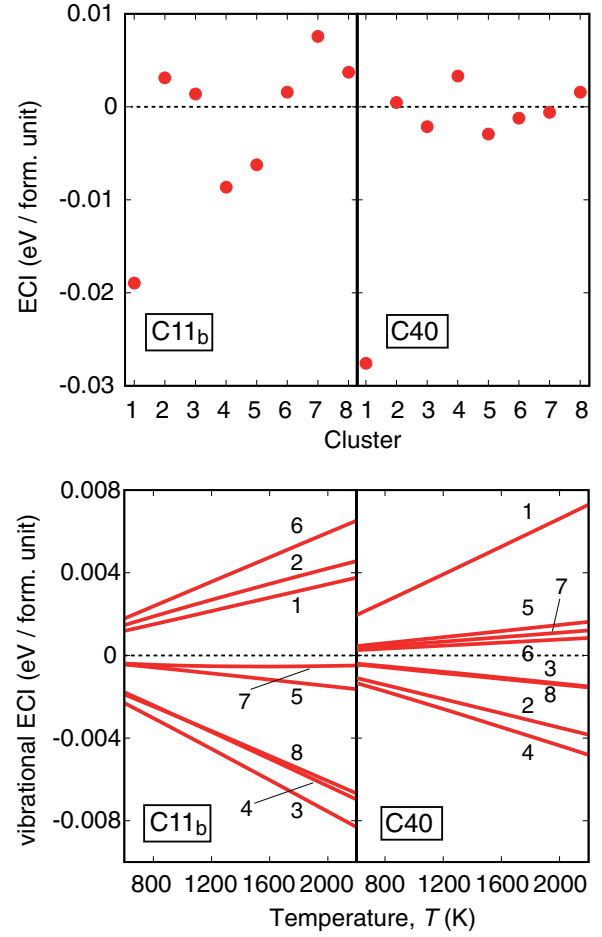 0.01
0
-0.01
-0.02
-0.03
ECI (eV / form. unit)
C11b
C40
1 2 3 4 5 6 7 8 1 2 3 4 5 6 7 8
Cluster
0.008
0.004
0
-0.004
-0.008
vibrational ECI (eV / form. unit)
6
2
1
7
5
8
4
3
C11b
1
5
7
6
3
8
2
4
C40
800 1200 1600 2000 800 1200 1600 2000
Temperature, T (K)